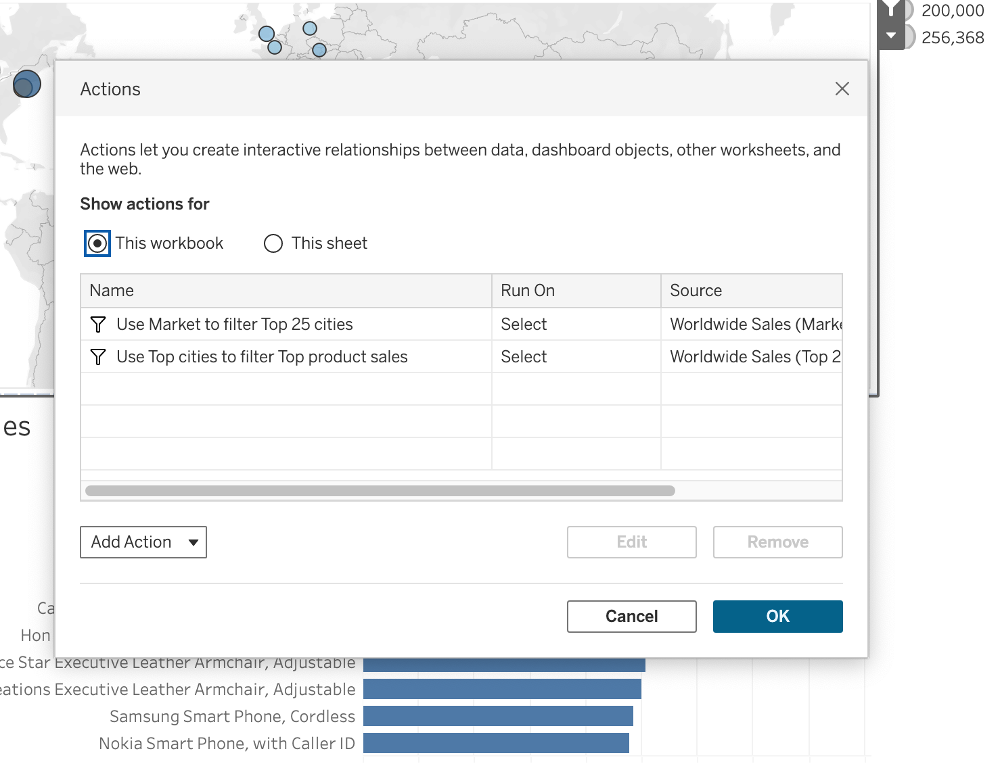 200,000
256,368
Actions
Actions let you create interactive relationships between data, dashboard objects, other worksheets, and
the web.
Show actions for
This workbook This sheet
Name Run On Source
Use Market to filter Top 25 cities Select Worldwide Sales (Marke
Use Top cities to filter Top product sales Select Worldwide Sales (Top 2
es
Add Action Edit Remove
Ca
Cancel OK
Hon
ce Star Executive Leather Armchair, Adjustable
eations Executive Leather Armchair, Adjustable
Samsung Smart Phone, Cordless
Nokia Smart Phone, with Caller ID